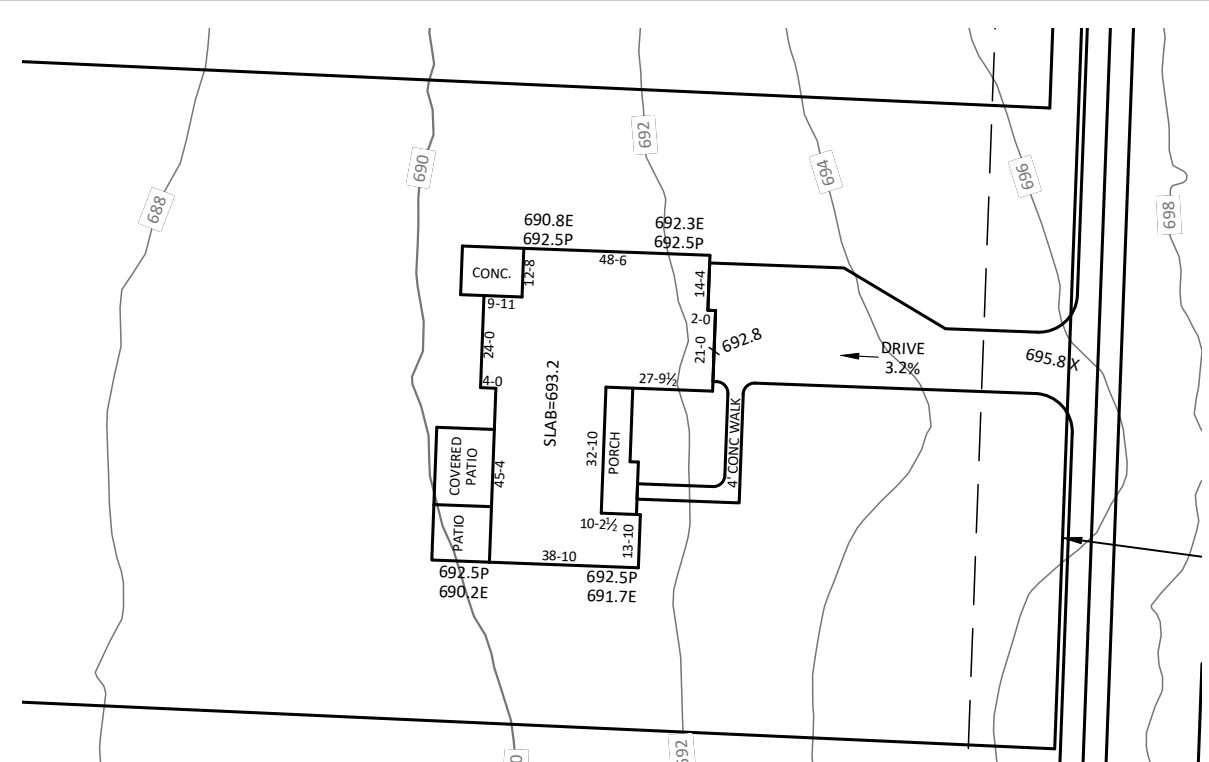 692
690
694
696
688
698
690.8E
692.5P
692.3E
692.5P
48-6
CONC.
12-8
14-4
9-11
2-0
692.8
X
24-0
21-0
DRIVE
3.2%
695.8 X
4-0
27-9½
SLAB=693.2
COVERED
PATIO
45-4
32-10
PORCH
4' CONC WALK
PATIO
10-2½
13-10
38-10
692.5P
690.2E
692.5P
691.7E
0
692